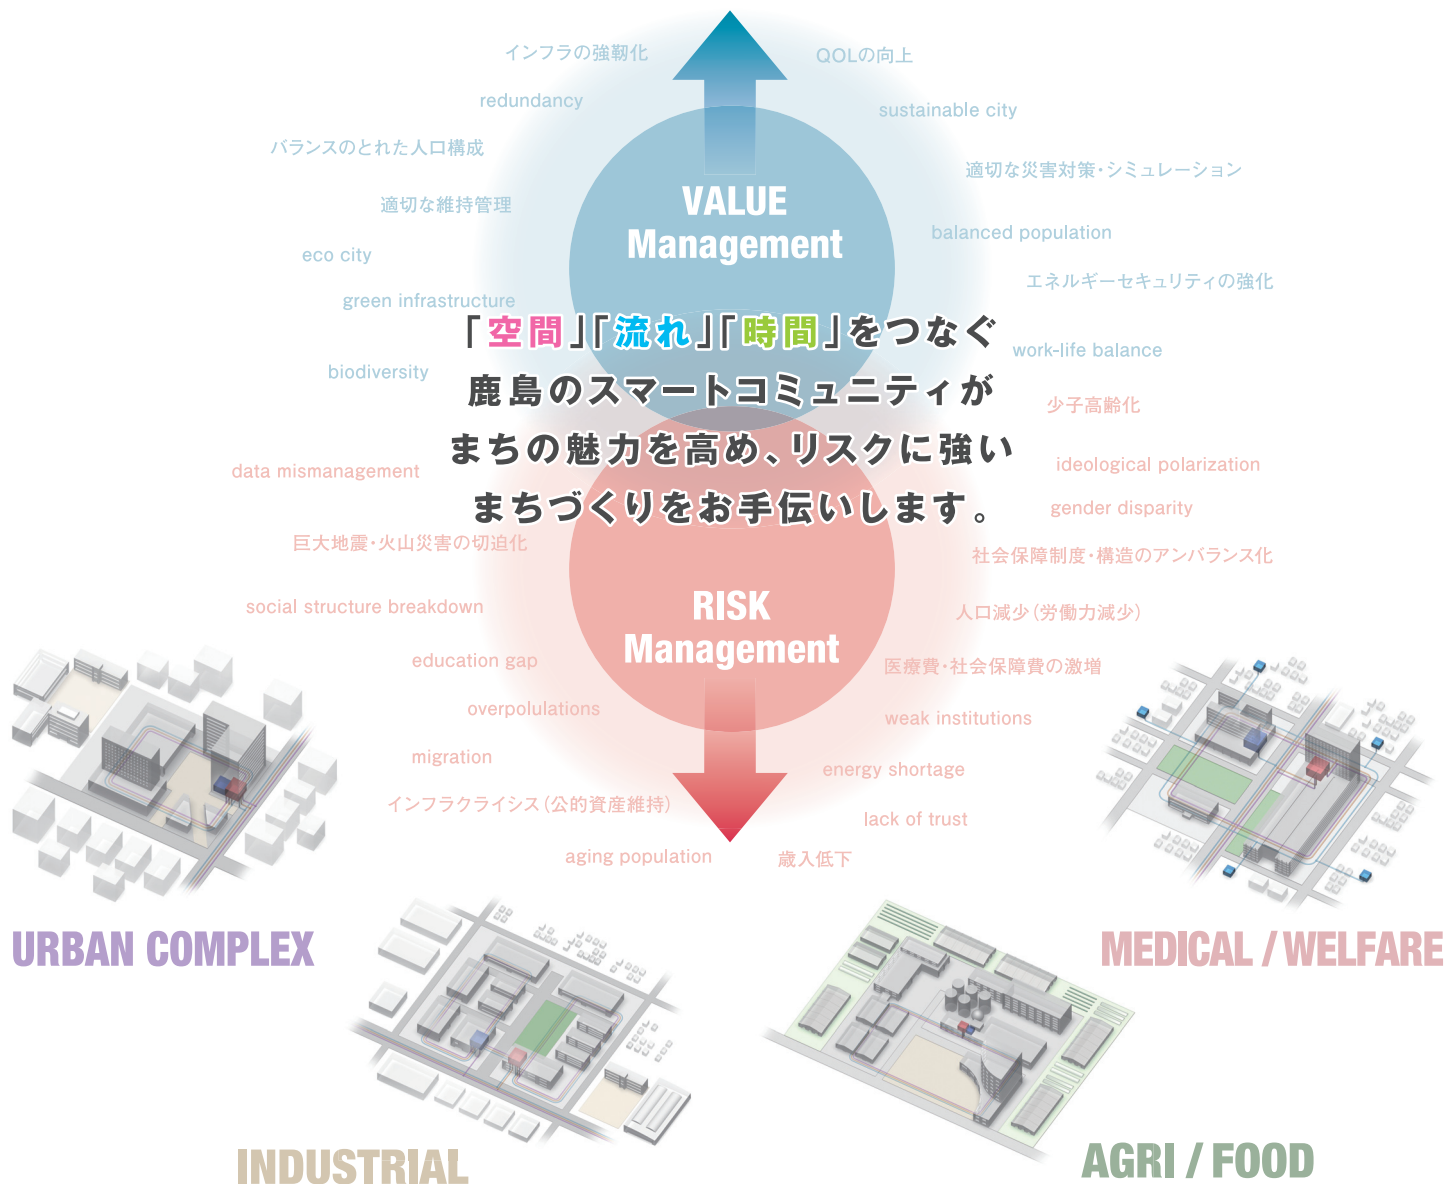 インフラの強靭化
QOLの向上
redundancy
sustainable city
バランスのとれた人口構成
適切な災害対策・シミュレーション
適切な維持管理
VALUE
Management
balanced population
eco city
エネルギーセキュリティの強化
green infrastructure
「空間」「流れ」「時間」をつなぐ
work-life balance
biodiversity
鹿島のスマートコミュニティが
少子高齢化
まちの魅力を高め、リスクに強い
data mismanagement
ideological polarization
まちづくりをお手伝いします。
gender disparity
巨大地震・火山災害の切迫化
社会保障制度・構造のアンバランス化
social structure breakdown
RISK
Management
人口減少（労働力減少）
education gap
医療費・社会保障費の激増
overpolulations
weak institutions
migration
energy shortage
インフラクライシス（公的資産維持）
lack of trust
aging population
歳入低下
URBAN COMPLEX
MEDICAL / WELFARE
INDUSTRIAL
AGRI / FOOD